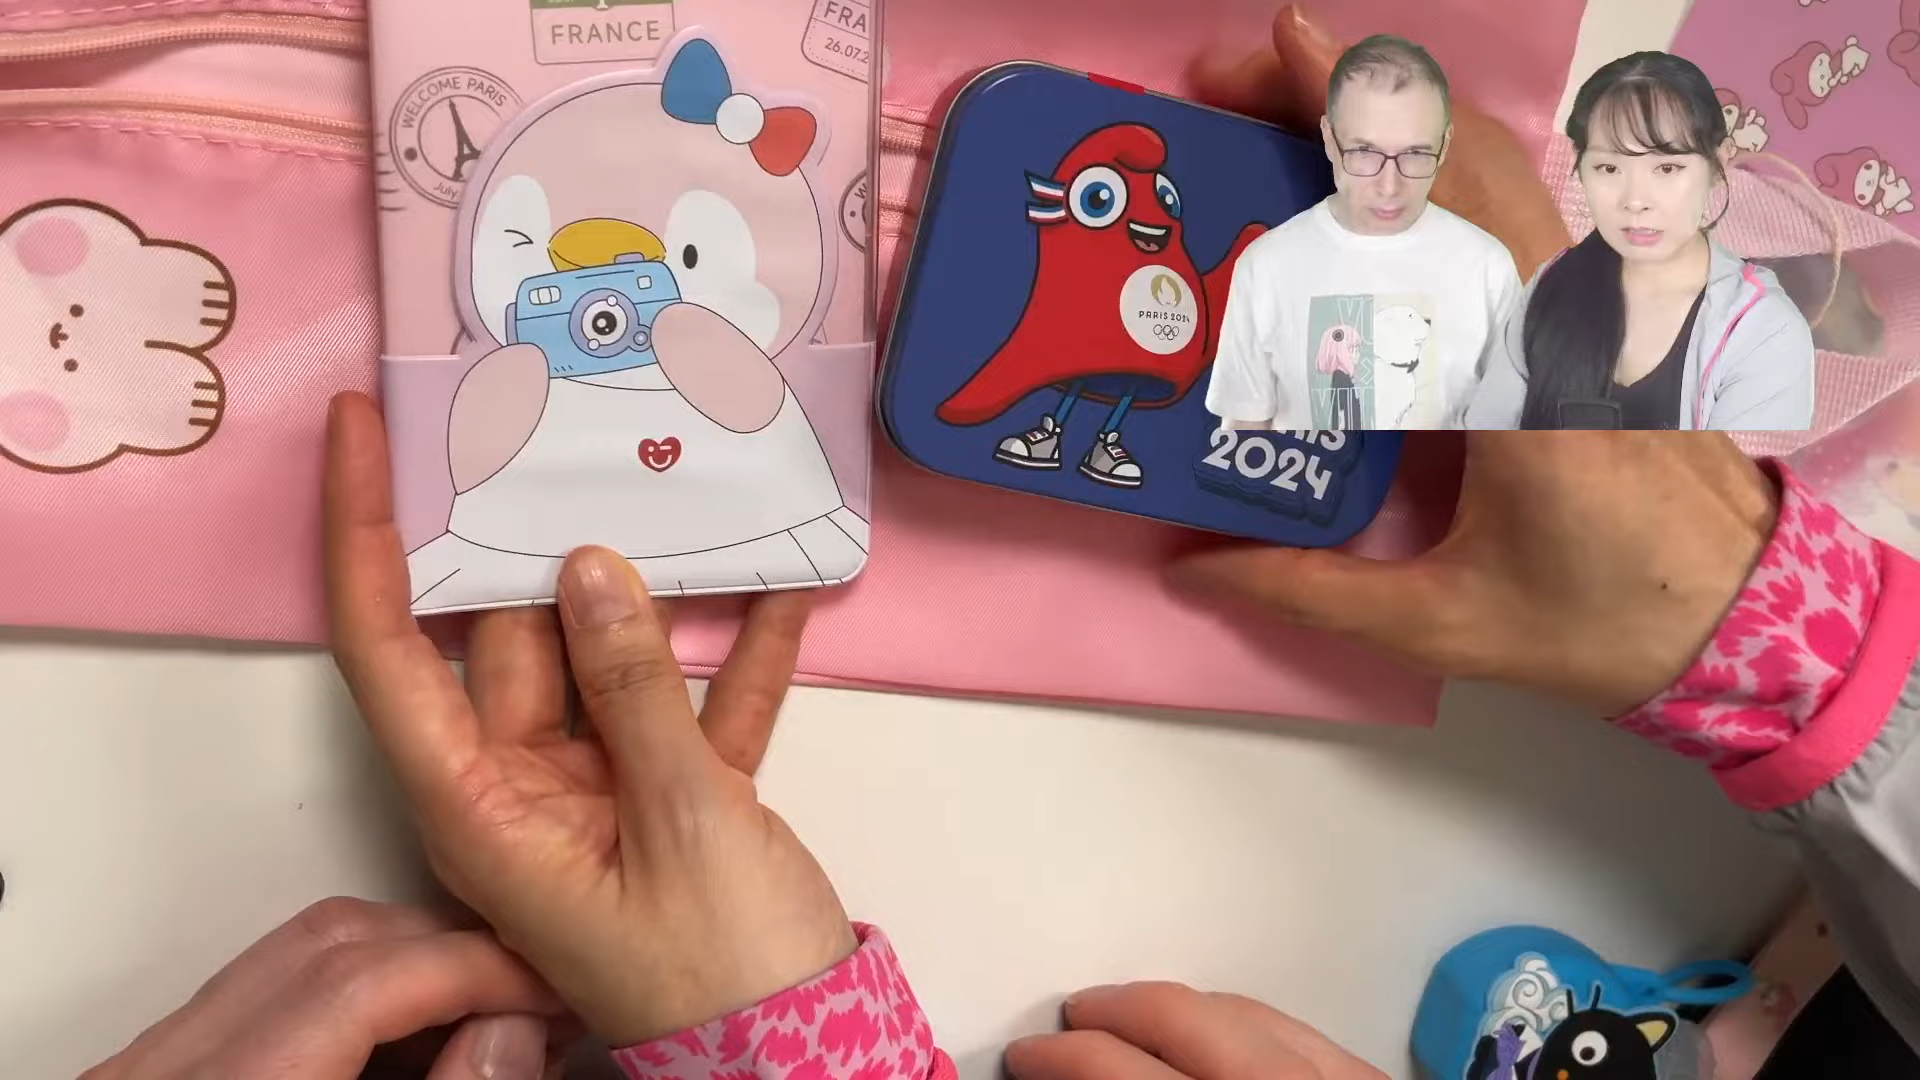 FRANCE
WELCOME PARIS
July
FRA
26.07.2
PARIS 2024
2024